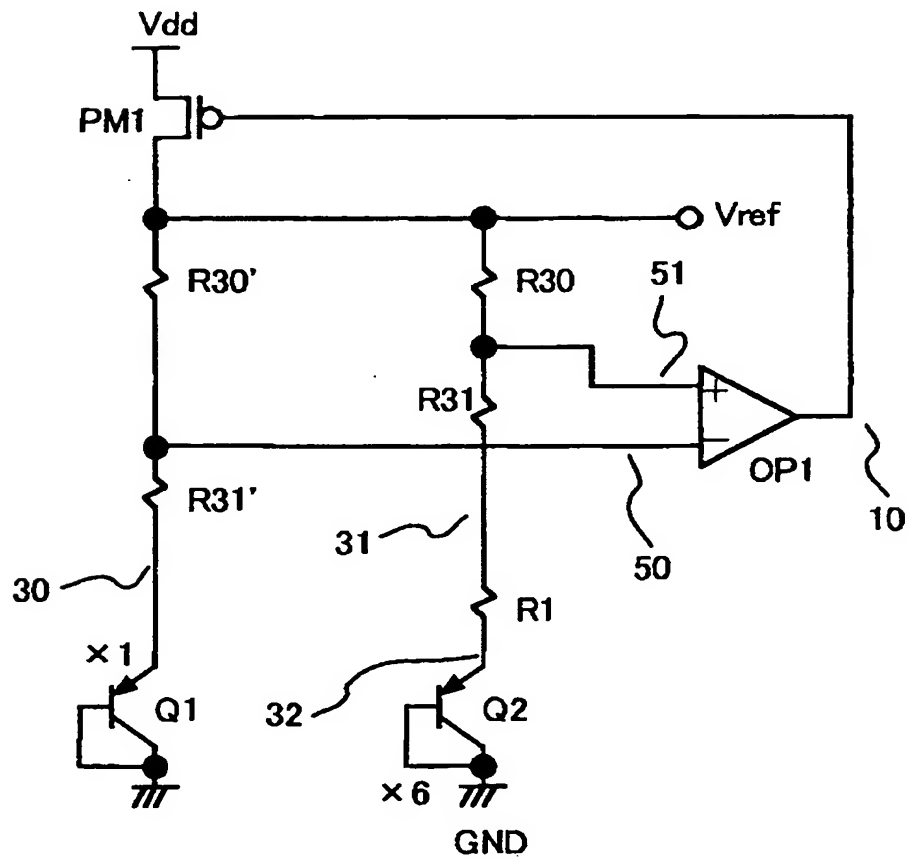 Vdd
PM1
Vref
R30'
R30
51
R31
+
−
OP1
R31'
10
31
50
30
R1
×1
Q1
32
Q2
×6
GND